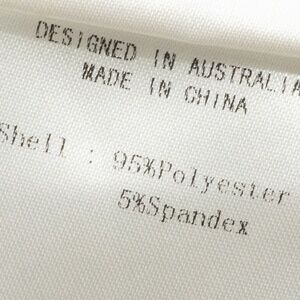 DESIGNED IN AUSTRALIA
MADE IN CHINA
Shell : 95%Polyester
5%Spandex